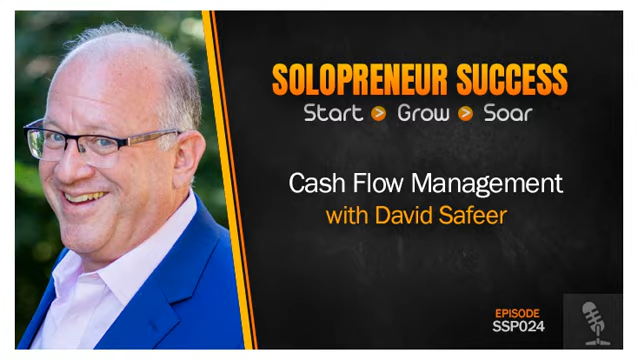 SOLOPRENEUR SUCCESS
Start > Grow > Soar
Cash Flow Management
with David Safeer
EPISODE
SSP024